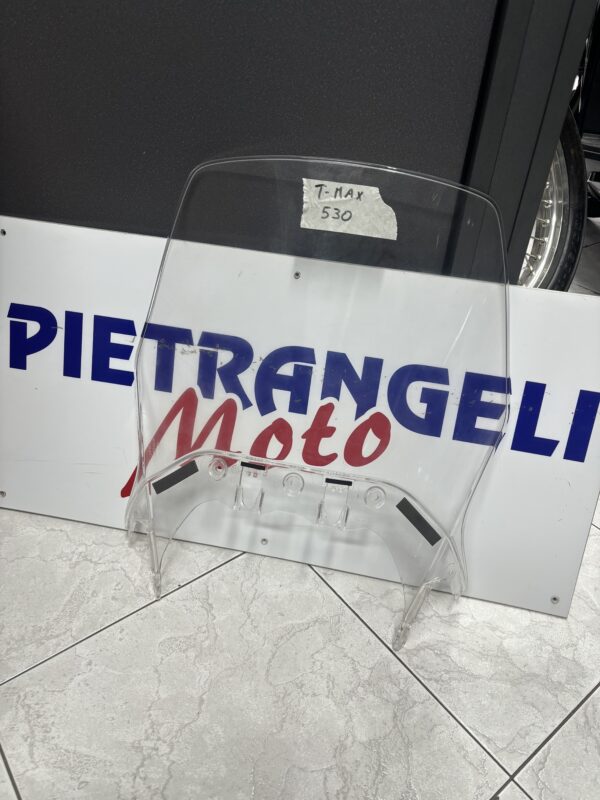 T-MAX
530
PIETRANGELI
Moto